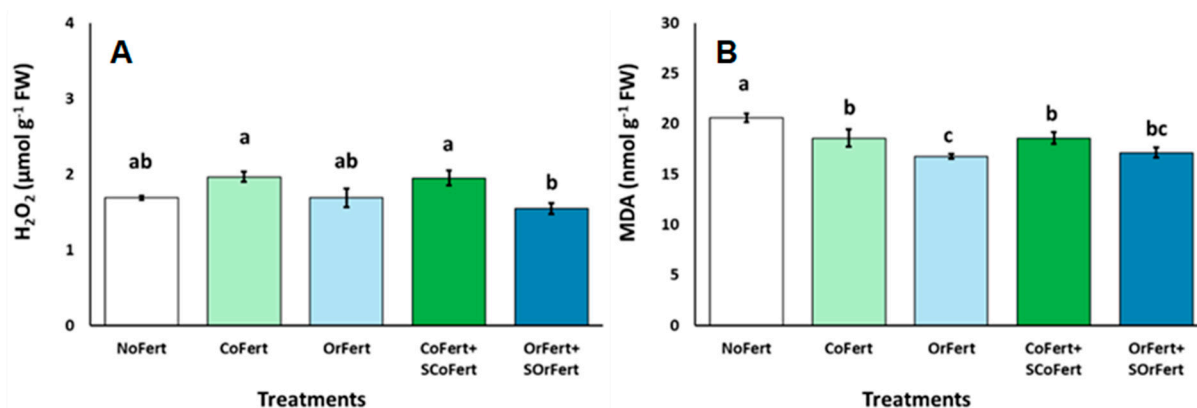 A
H₂O₂ (µmol g⁻¹ FW)
4
3
2
1
0
ab
a
ab
a
b
NoFert
CoFert
OrFert
CoFert+
SCoFert
OrFert+
SOrFert
Treatments
B
MDA (nmol g⁻¹ FW)
30
25
20
15
10
5
0
a
b
c
b
bc
NoFert
CoFert
OrFert
CoFert+
SCoFert
OrFert+
SOrFert
Treatments